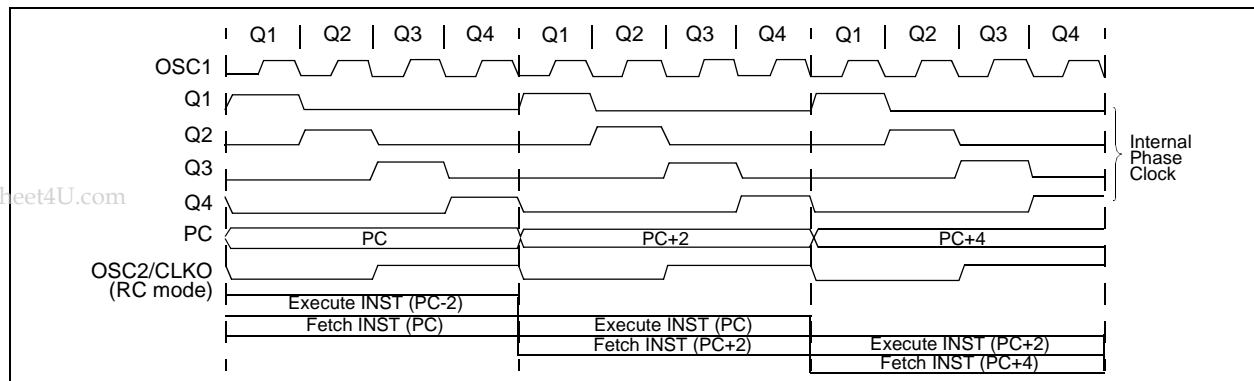 Q1 Q2 Q3 Q4 Q1 Q2 Q3 Q4 Q1 Q2 Q3 Q4
OSC1
Q1
Q2
Internal
Phase
Clock
Q3
heet4U.com
Q4
PC
PC PC+2 PC+4
OSC2/CLKO
(RC mode)
Execute INST (PC-2)
Fetch INST (PC) Execute INST (PC)
Fetch INST (PC+2) Execute INST (PC+2)
Fetch INST (PC+4)